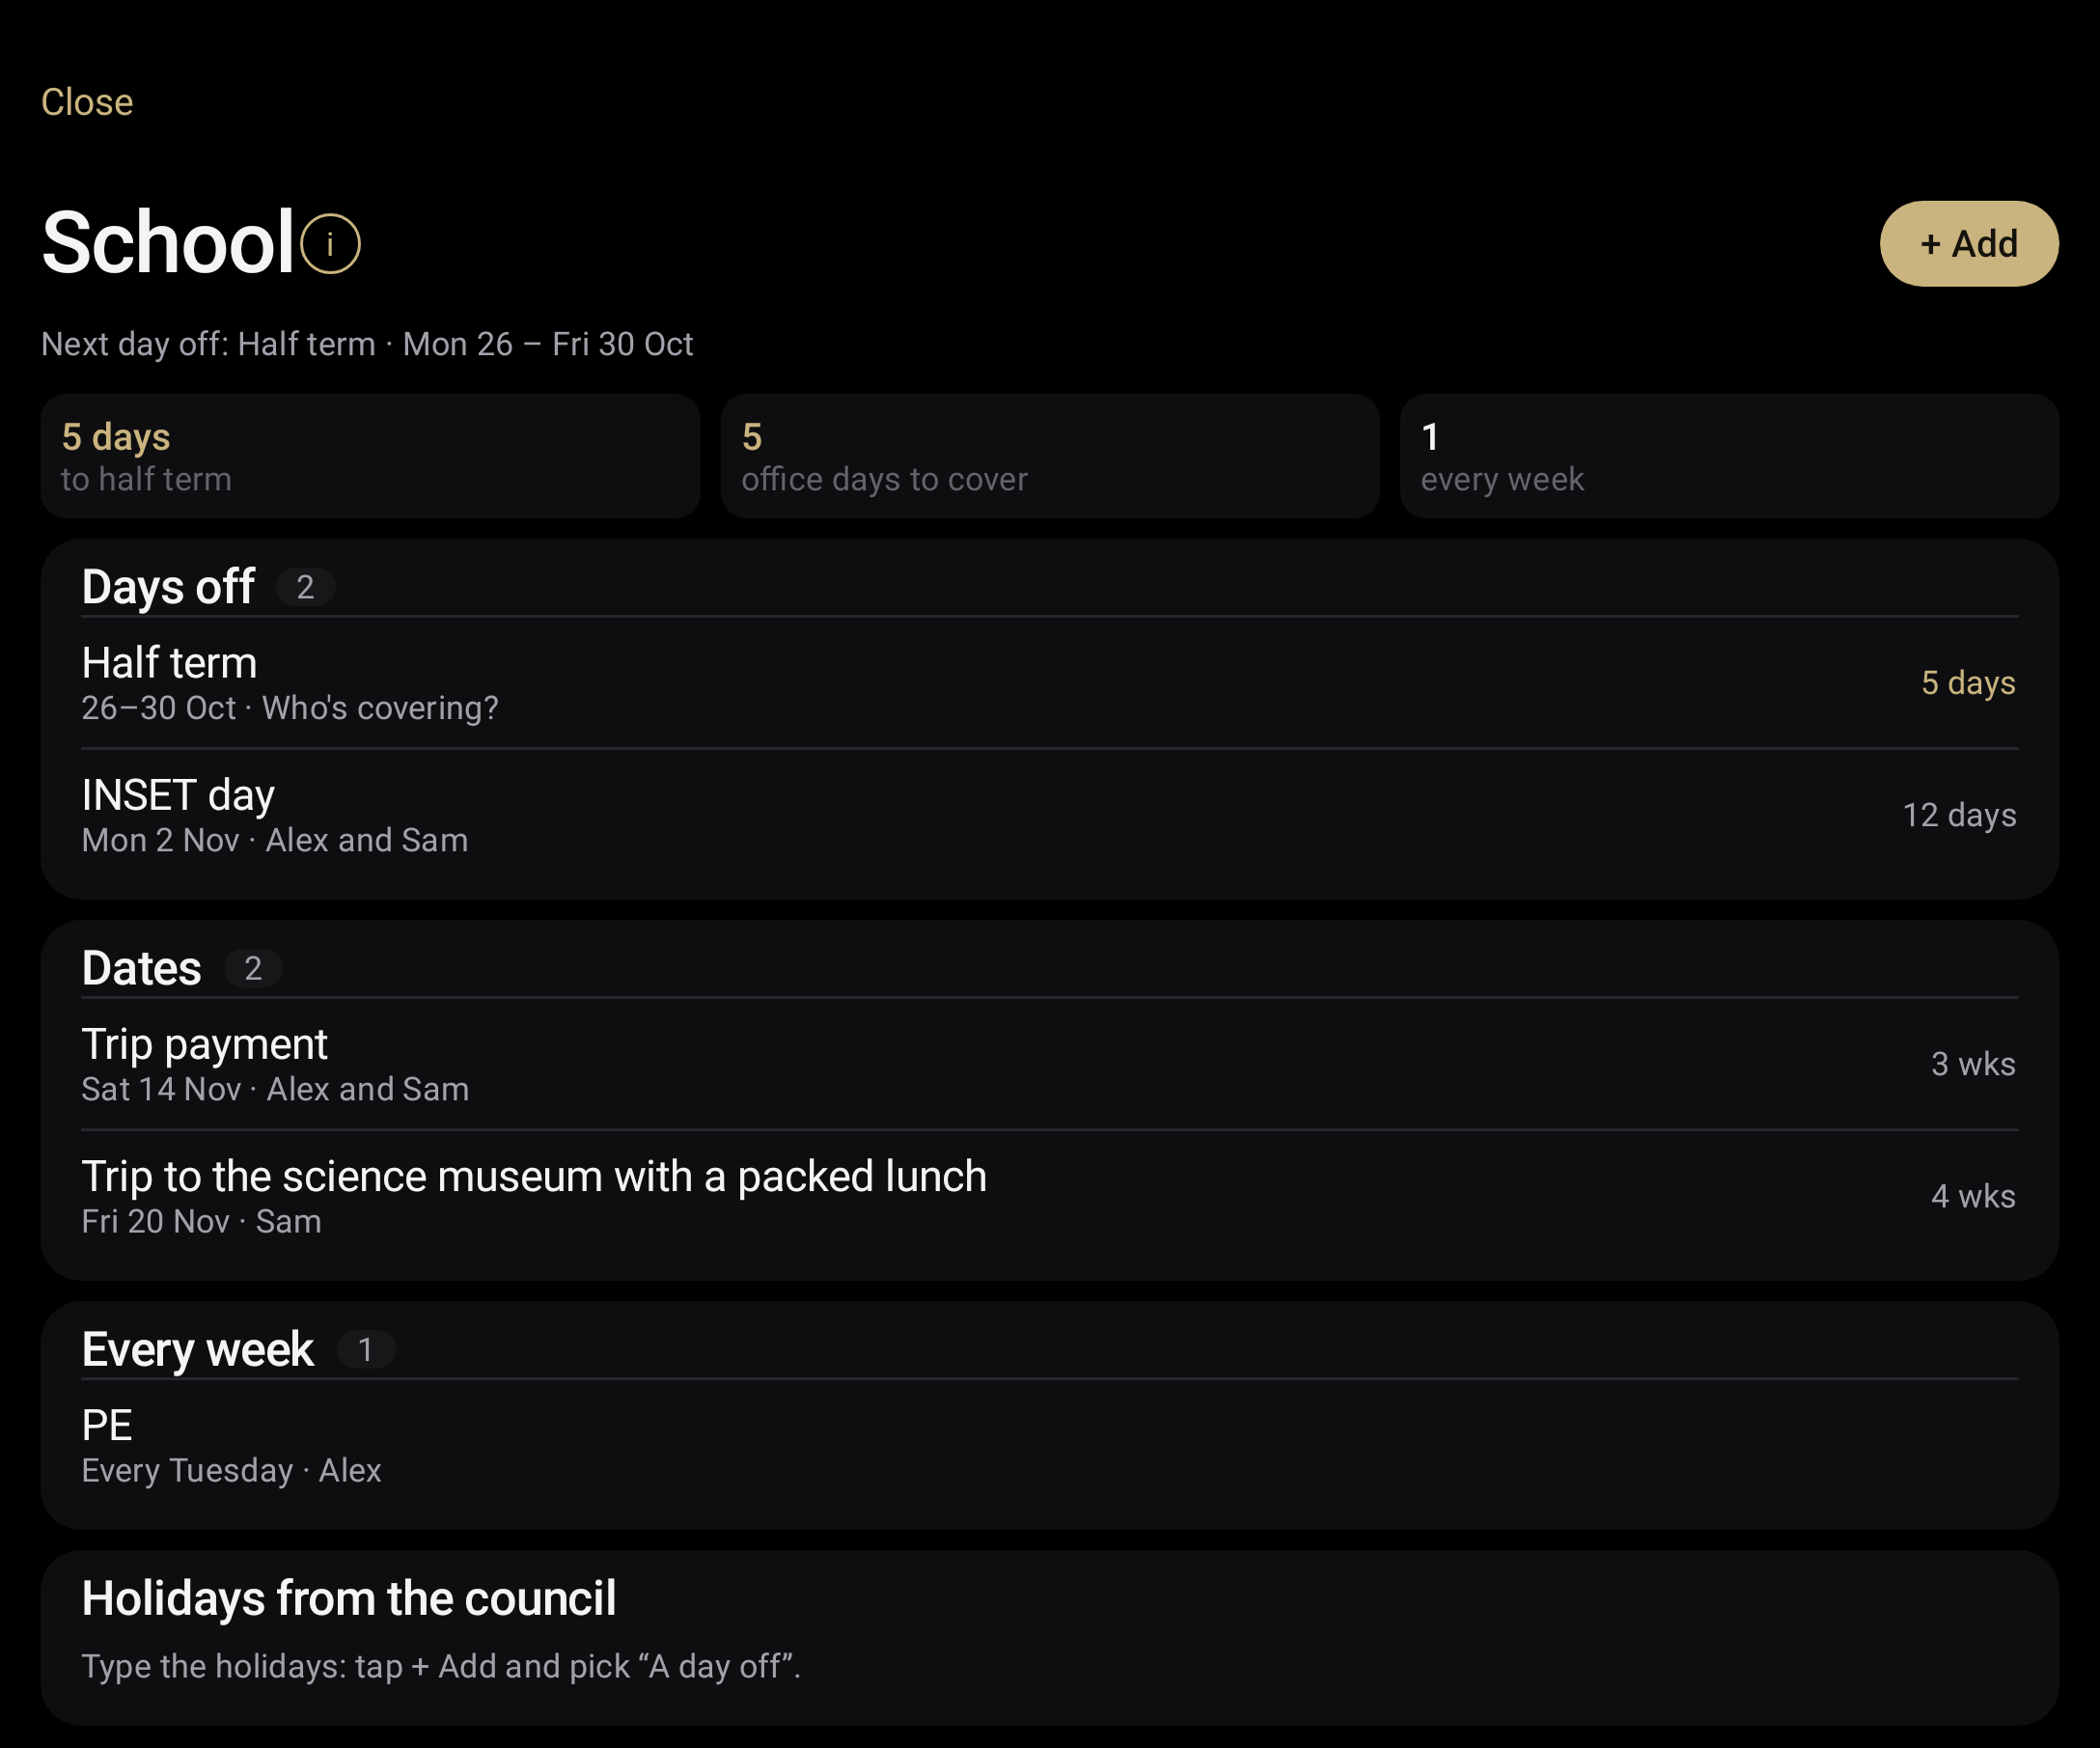 Close
School i
+ Add
Next day off: Half term · Mon 26 – Fri 30 Oct
5 days
to half term
5
office days to cover
1
every week
Days off 2
Half term
26–30 Oct · Who's covering?
5 days
INSET day
Mon 2 Nov · Alex and Sam
12 days
Dates 2
Trip payment
Sat 14 Nov · Alex and Sam
3 wks
Trip to the science museum with a packed lunch
Fri 20 Nov · Sam
4 wks
Every week 1
PE
Every Tuesday · Alex
Holidays from the council
Type the holidays: tap + Add and pick “A day off”.